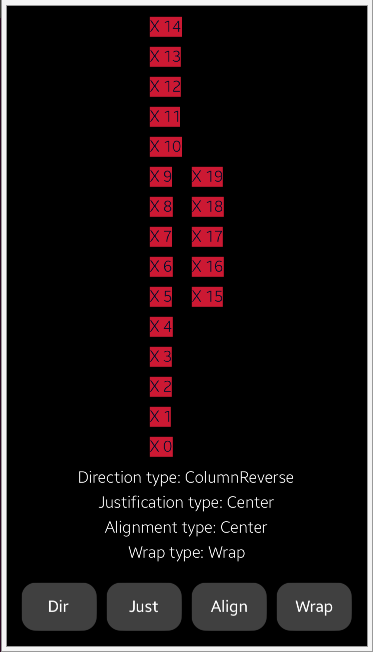 X 14
X 13
X 12
X 11
X 10
X 9 X 19
X 8 X 18
X 7 X 17
X 6 X 16
X 5 X 15
X 4
X 3
X 2
X 1
X 0
Direction type: ColumnReverse
Justification type: Center
Alignment type: Center
Wrap type: Wrap
Dir Just Align Wrap